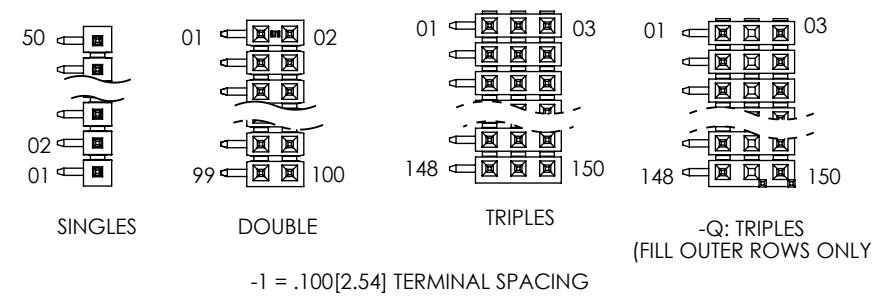 50
02
01
SINGLES
01 02
99 100
DOUBLE
01 03
148 150
TRIPLES
01 03
148 150
-Q: TRIPLES
(FILL OUTER ROWS ONLY
-1 = .100[2.54] TERMINAL SPACING